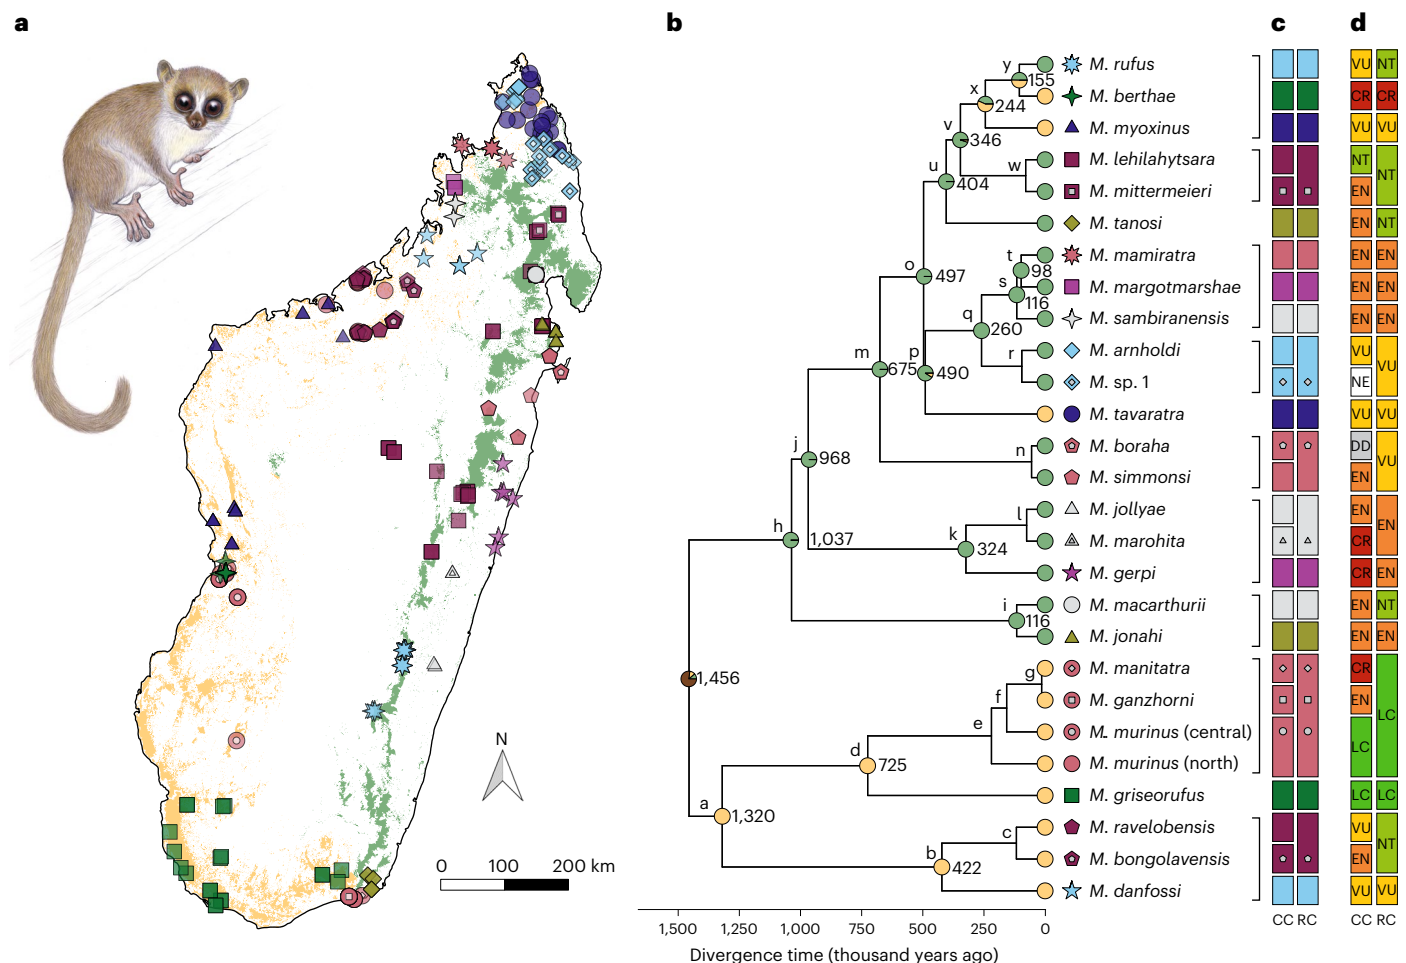 a
b
c
d
N
0 100 200 km
y
155
x
244
v
346
w
u
404
t
98
s
116
o
497
q
260
r
m
675
p
490
n
j
968
l
k
324
h
1,037
i
116
1,456
g
f
e
d
725
a
1,320
c
b
422
M. rufus VU NT
M. berthae CR CR
M. myoxinus VU VU
M. lehilahytsara NT NT
M. mittermeieri EN
M. tanosi EN NT
M. mamiratra EN EN
M. margotmarshae EN EN
M. sambiranensis EN EN
M. arnholdi VU VU
M. sp. 1 NE
M. tavaratra VU VU
M. boraha DD VU
M. simmonsi EN
M. jollyae EN EN
M. marohita CR
M. gerpi CR EN
M. macarthurii EN NT
M. jonahi EN EN
M. manitatra CR LC
M. ganzhorni EN
M. murinus (central) LC
M. murinus (north)
M. griseorufus LC LC
M. ravelobensis VU NT
M. bongolavensis EN
M. danfossi VU VU
CC RC CC RC
1,500 1,250 1,000 750 500 250 0
Divergence time (thousand years ago)